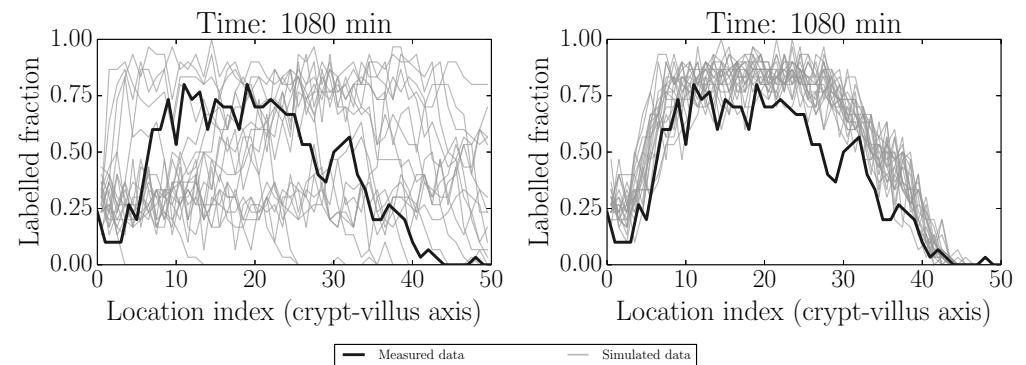 Time: 1080 min
Labelled fraction
1.00
0.75
0.50
0.25
0.00
0 10 20 30 40 50
Location index (crypt-villus axis)
Time: 1080 min
Labelled fraction
1.00
0.75
0.50
0.25
0.00
0 10 20 30 40 50
Location index (crypt-villus axis)
Measured data Simulated data